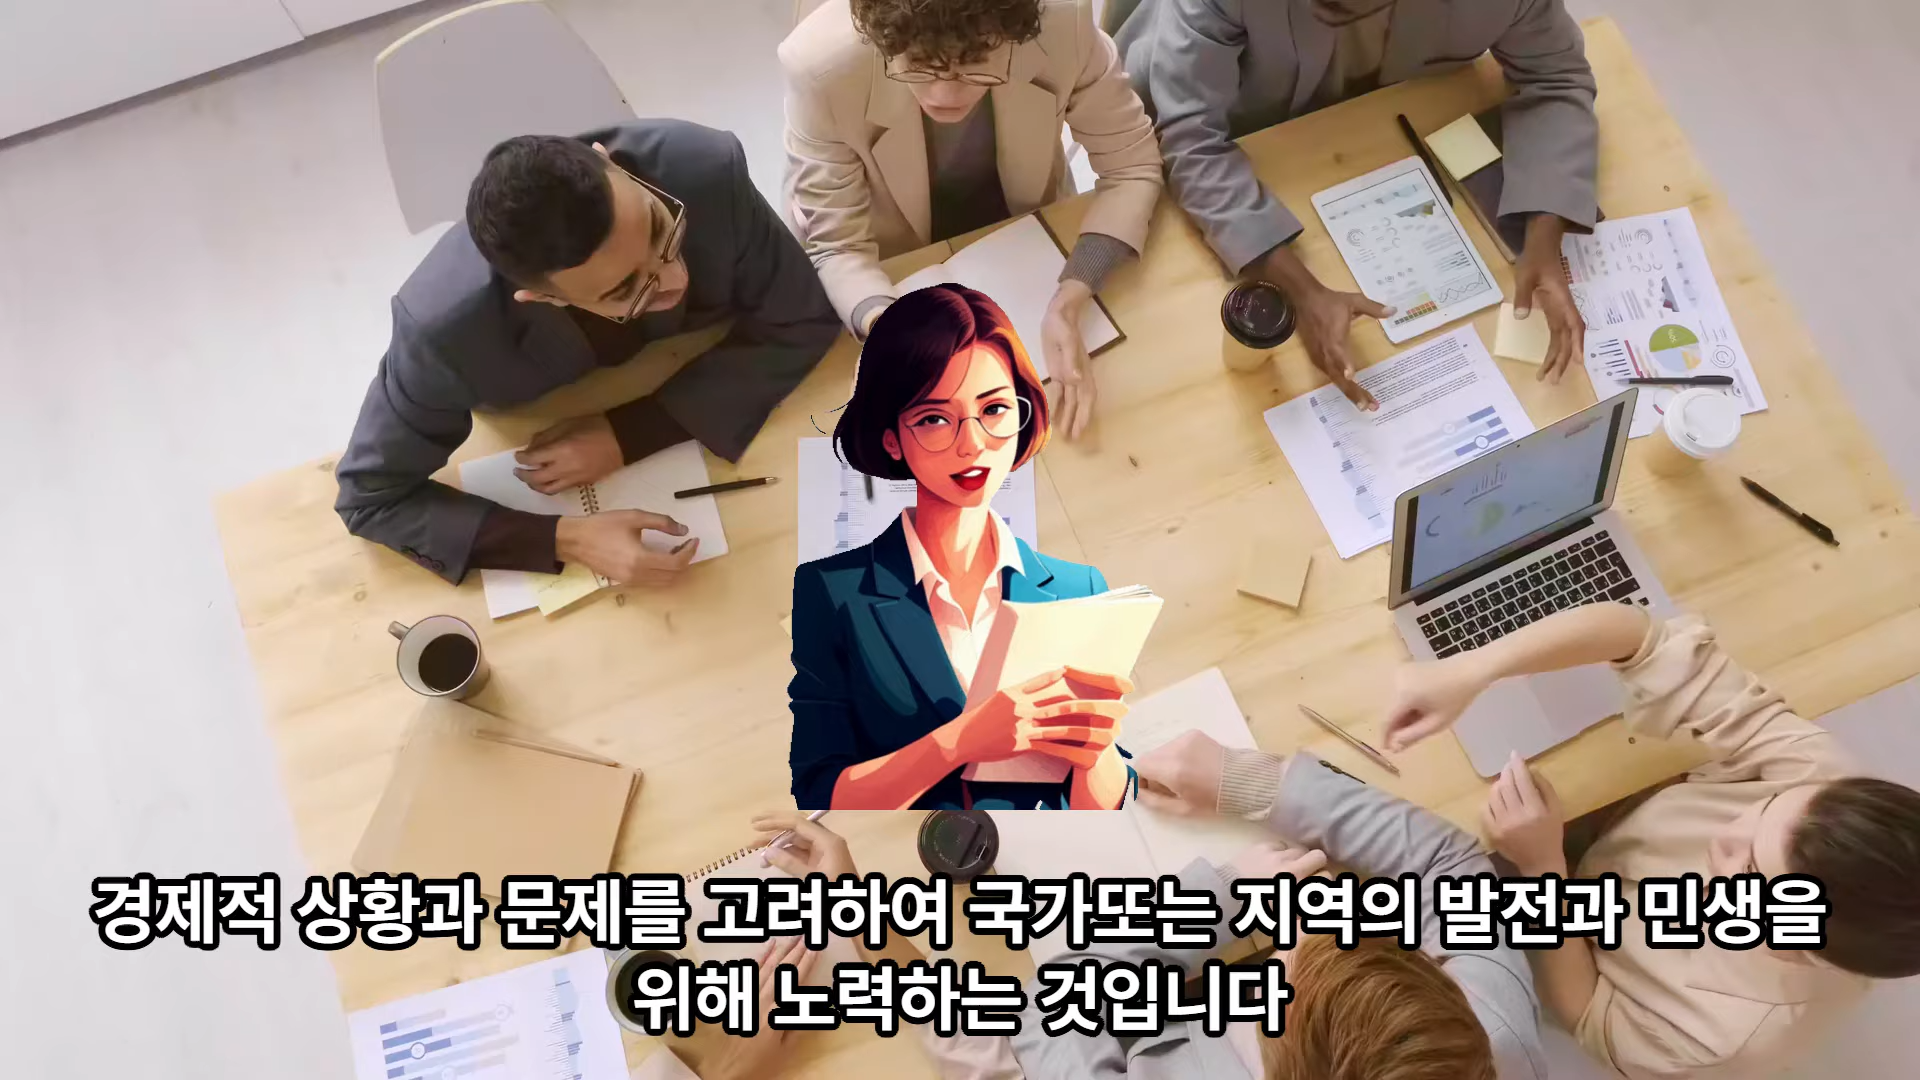 경제적 상황과 문제를 고려하여 국가또는 지역의 발전과 민생을
위해 노력하는 것입니다